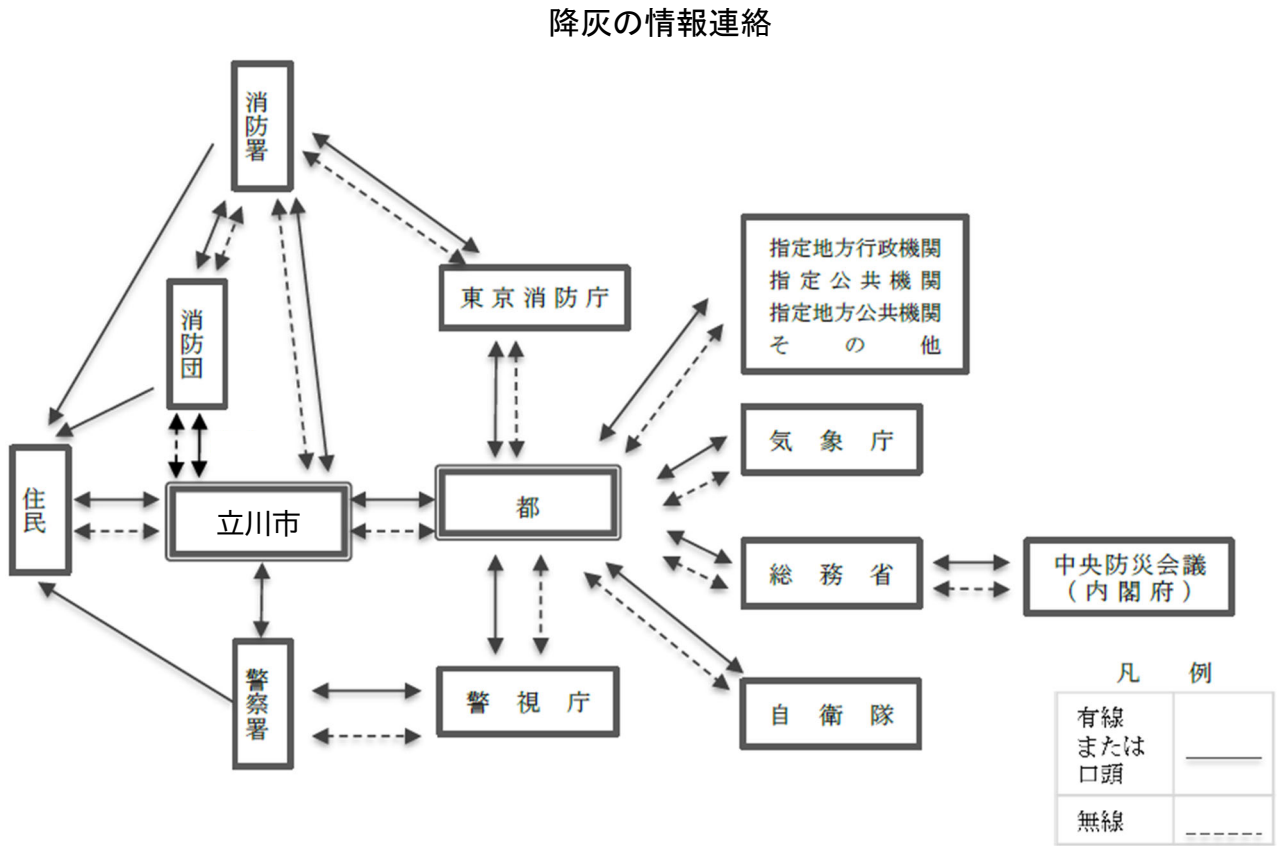 降灰の情報連絡
消防署
消防団
東京消防庁
指定地方行政機関
指定公共機関
指定地方公共機関
その他
気象庁
住民
立川市
都
総務省
中央防災会議
(内閣府)
警察署
警視庁
自衛隊
凡例
有線
または
口頭
無線